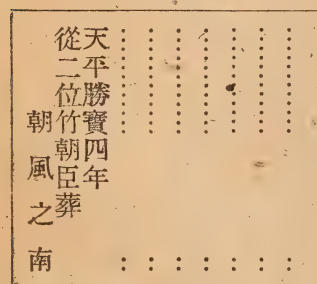 天平勝寶四年
從二位竹朝臣葬
朝風之南